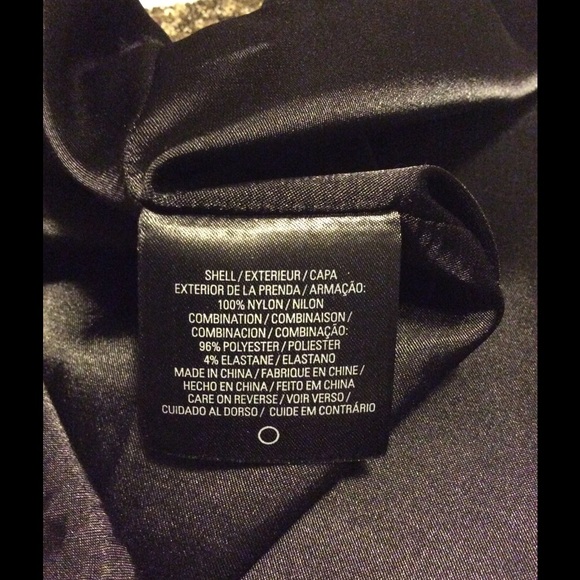 SHELL / EXTERIEUR / CAPA
EXTERIOR DE LA PRENDA / ARMAÇÃO:
100% NYLON / NILON
COMBINATION / COMBINAISON /
COMBINACION / COMBINAÇÃO:
96% POLYESTER / POLIESTER
4% ELASTANE / ELASTANO
MADE IN CHINA / FABRIQUE EN CHINE /
HECHO EN CHINA / FEITO EM CHINA
CARE ON REVERSE / VOIR VERSO /
CUIDADO AL DORSO / CUIDE EM CONTRÁRIO